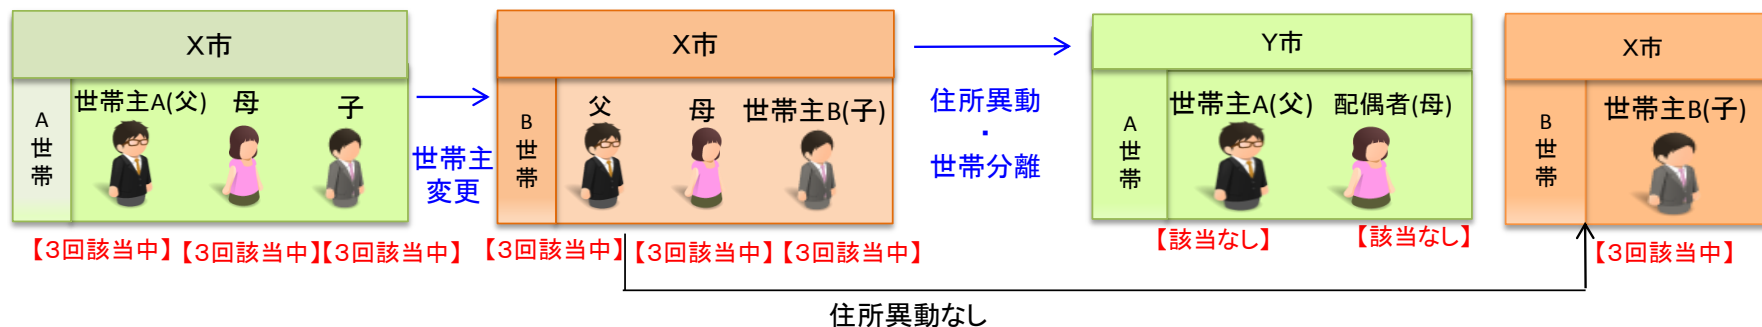 X市
A世帯
世帯主A(父)
母
子
【3回該当中】
【3回該当中】
【3回該当中】
世帯主
変更
X市
B世帯
父
母
世帯主B(子)
【3回該当中】
【3回該当中】
【3回該当中】
住所異動
・
世帯分離
Y市
A世帯
世帯主A(父)
配偶者(母)
【該当なし】
【該当なし】
X市
B世帯
世帯主B(子)
【3回該当中】
住所異動なし